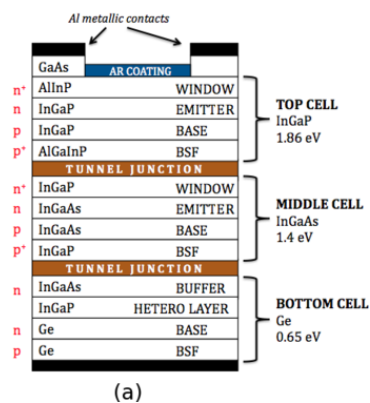 Al metallic contacts
GaAs AR COATING
n+ AlInP WINDOW
n InGaP EMITTER
p InGaP BASE
p+ AlGaInP BSF
TOP CELL
InGaP
1.86 eV
TUNNEL JUNCTION
n+ InGaP WINDOW
n InGaAs EMITTER
p InGaAs BASE
p+ InGaP BSF
MIDDLE CELL
InGaAs
1.4 eV
TUNNEL JUNCTION
n InGaAs BUFFER
InGaP HETERO LAYER
n Ge BASE
p Ge BSF
BOTTOM CELL
Ge
0.65 eV
(a)